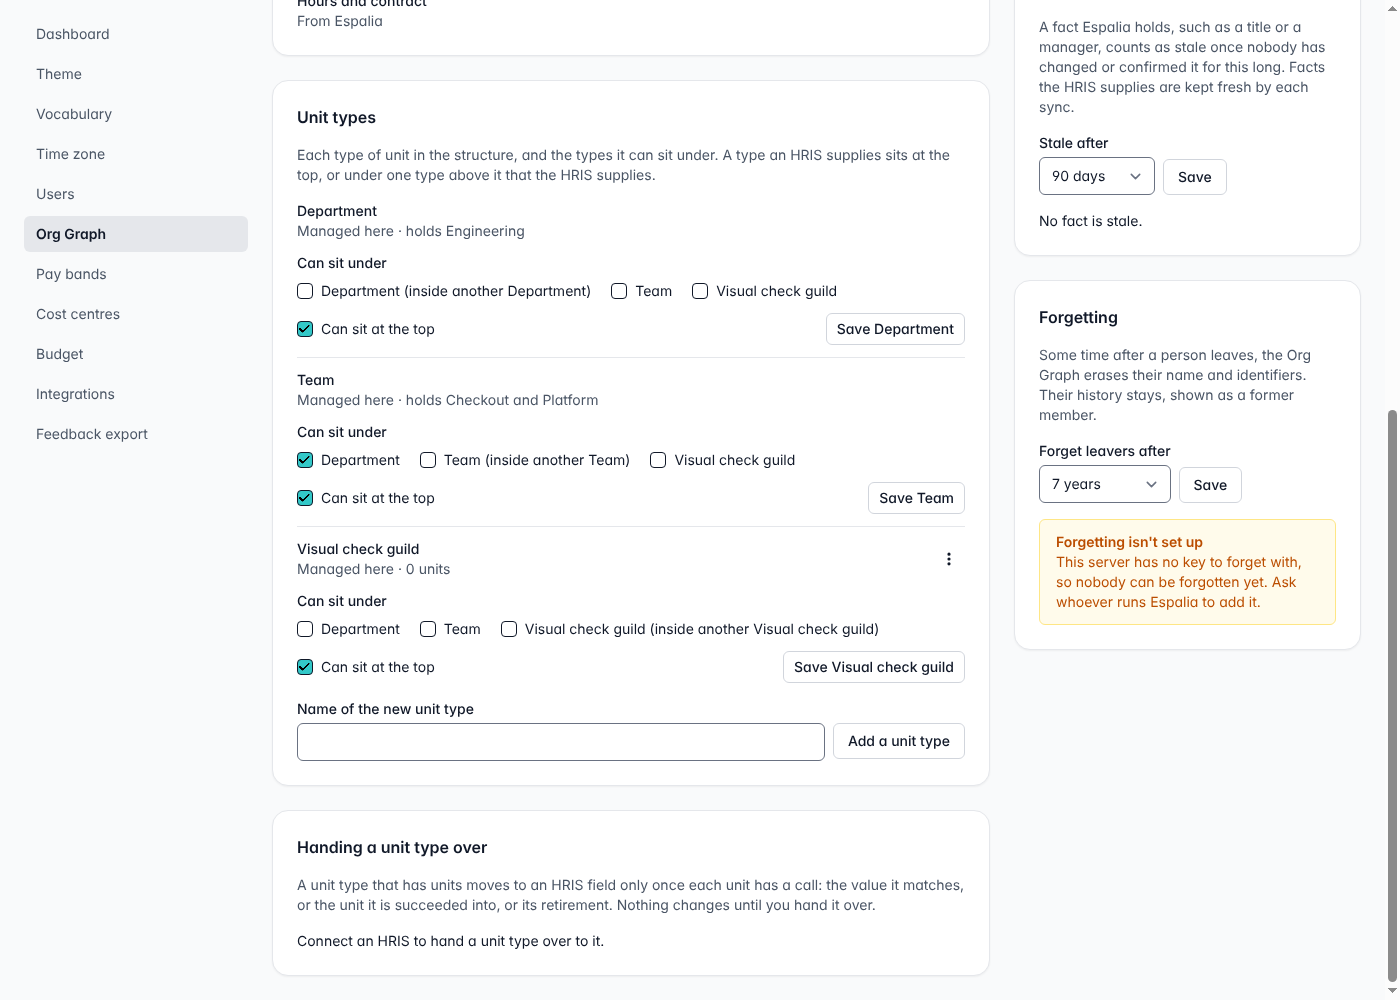 Dashboard
Theme
Vocabulary
Time zone
Users
Org Graph
Pay bands
Cost centres
Budget
Integrations
Feedback export
Hours and contract
From Espalia
Unit types
Each type of unit in the structure, and the types it can sit under. A type an HRIS supplies sits at the
top, or under one type above it that the HRIS supplies.
Department
Managed here · holds Engineering
Can sit under
Department (inside another Department) Team Visual check guild
Can sit at the top Save Department
Team
Managed here · holds Checkout and Platform
Can sit under
Department Team (inside another Team) Visual check guild
Can sit at the top Save Team
Visual check guild
Managed here · 0 units
Can sit under
Department Team Visual check guild (inside another Visual check guild)
Can sit at the top Save Visual check guild
Name of the new unit type
Add a unit type
Handing a unit type over
A unit type that has units moves to an HRIS field only once each unit has a call: the value it matches,
or the unit it is succeeded into, or its retirement. Nothing changes until you hand it over.
Connect an HRIS to hand a unit type over to it.
A fact Espalia holds, such as a title or a
manager, counts as stale once nobody has
changed or confirmed it for this long. Facts
the HRIS supplies are kept fresh by each
sync.
Stale after
90 days Save
No fact is stale.
Forgetting
Some time after a person leaves, the Org
Graph erases their name and identifiers.
Their history stays, shown as a former
member.
Forget leavers after
7 years Save
Forgetting isn't set up
This server has no key to forget with,
so nobody can be forgotten yet. Ask
whoever runs Espalia to add it.